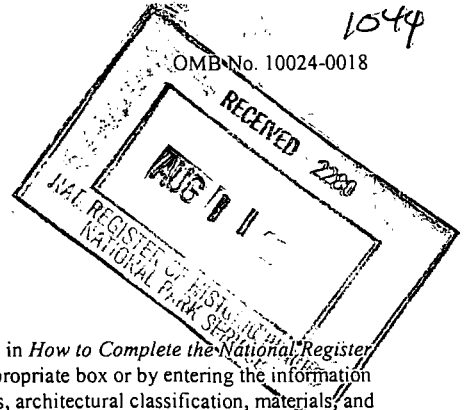 1044
OMB No. 10024-0018
RECEIVED 2280
AUG 11
NAT. REGISTER OF HISTORIC
NATIONAL PARK SERVICE
in How to Complete the National Register
propriate box or by entering the information
s, architectural classification, materials, and